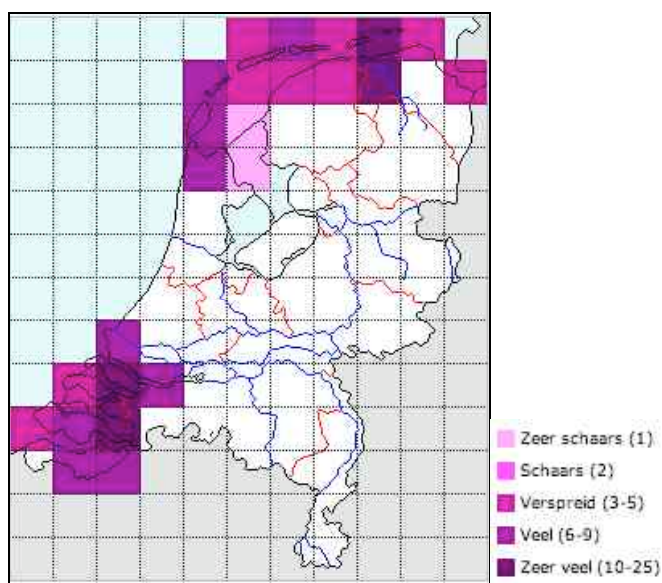 Zeer schaars (1)
Schaars (2)
Verspreid (3-5)
Veel (6-9)
Zeer veel (10-25)